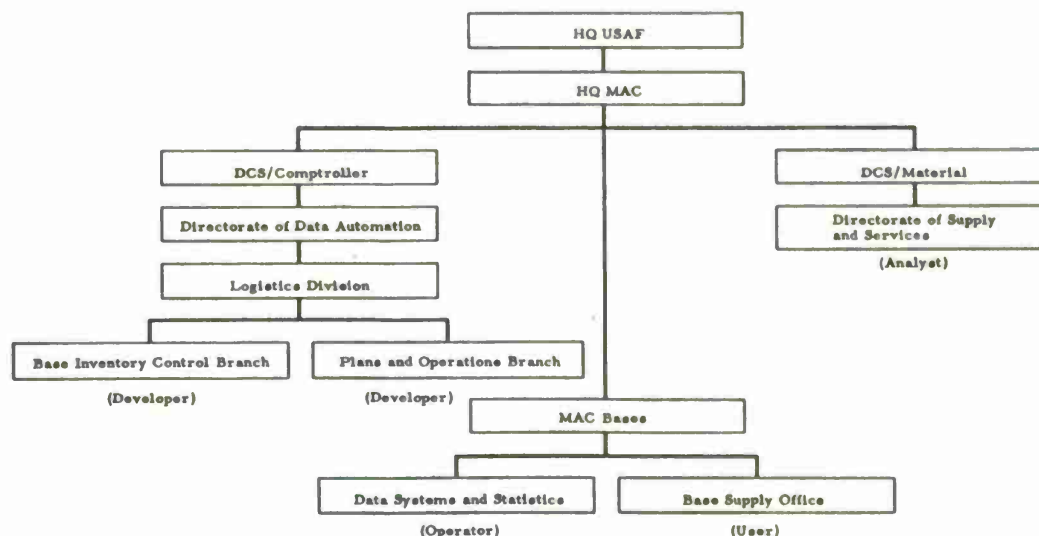 HQ USAF
HQ MAC
DCS/Comptroller
DCS/Material
Directorate of Data Automation
Directorate of Supply
and Services
(Analyst)
Logistics Division
Base Inventory Control Branch
Plans and Operatione Branch
(Developer)
(Developer)
MAC Bases
Data Systems and Statistics
Base Supply Office
(Operator)
(User)